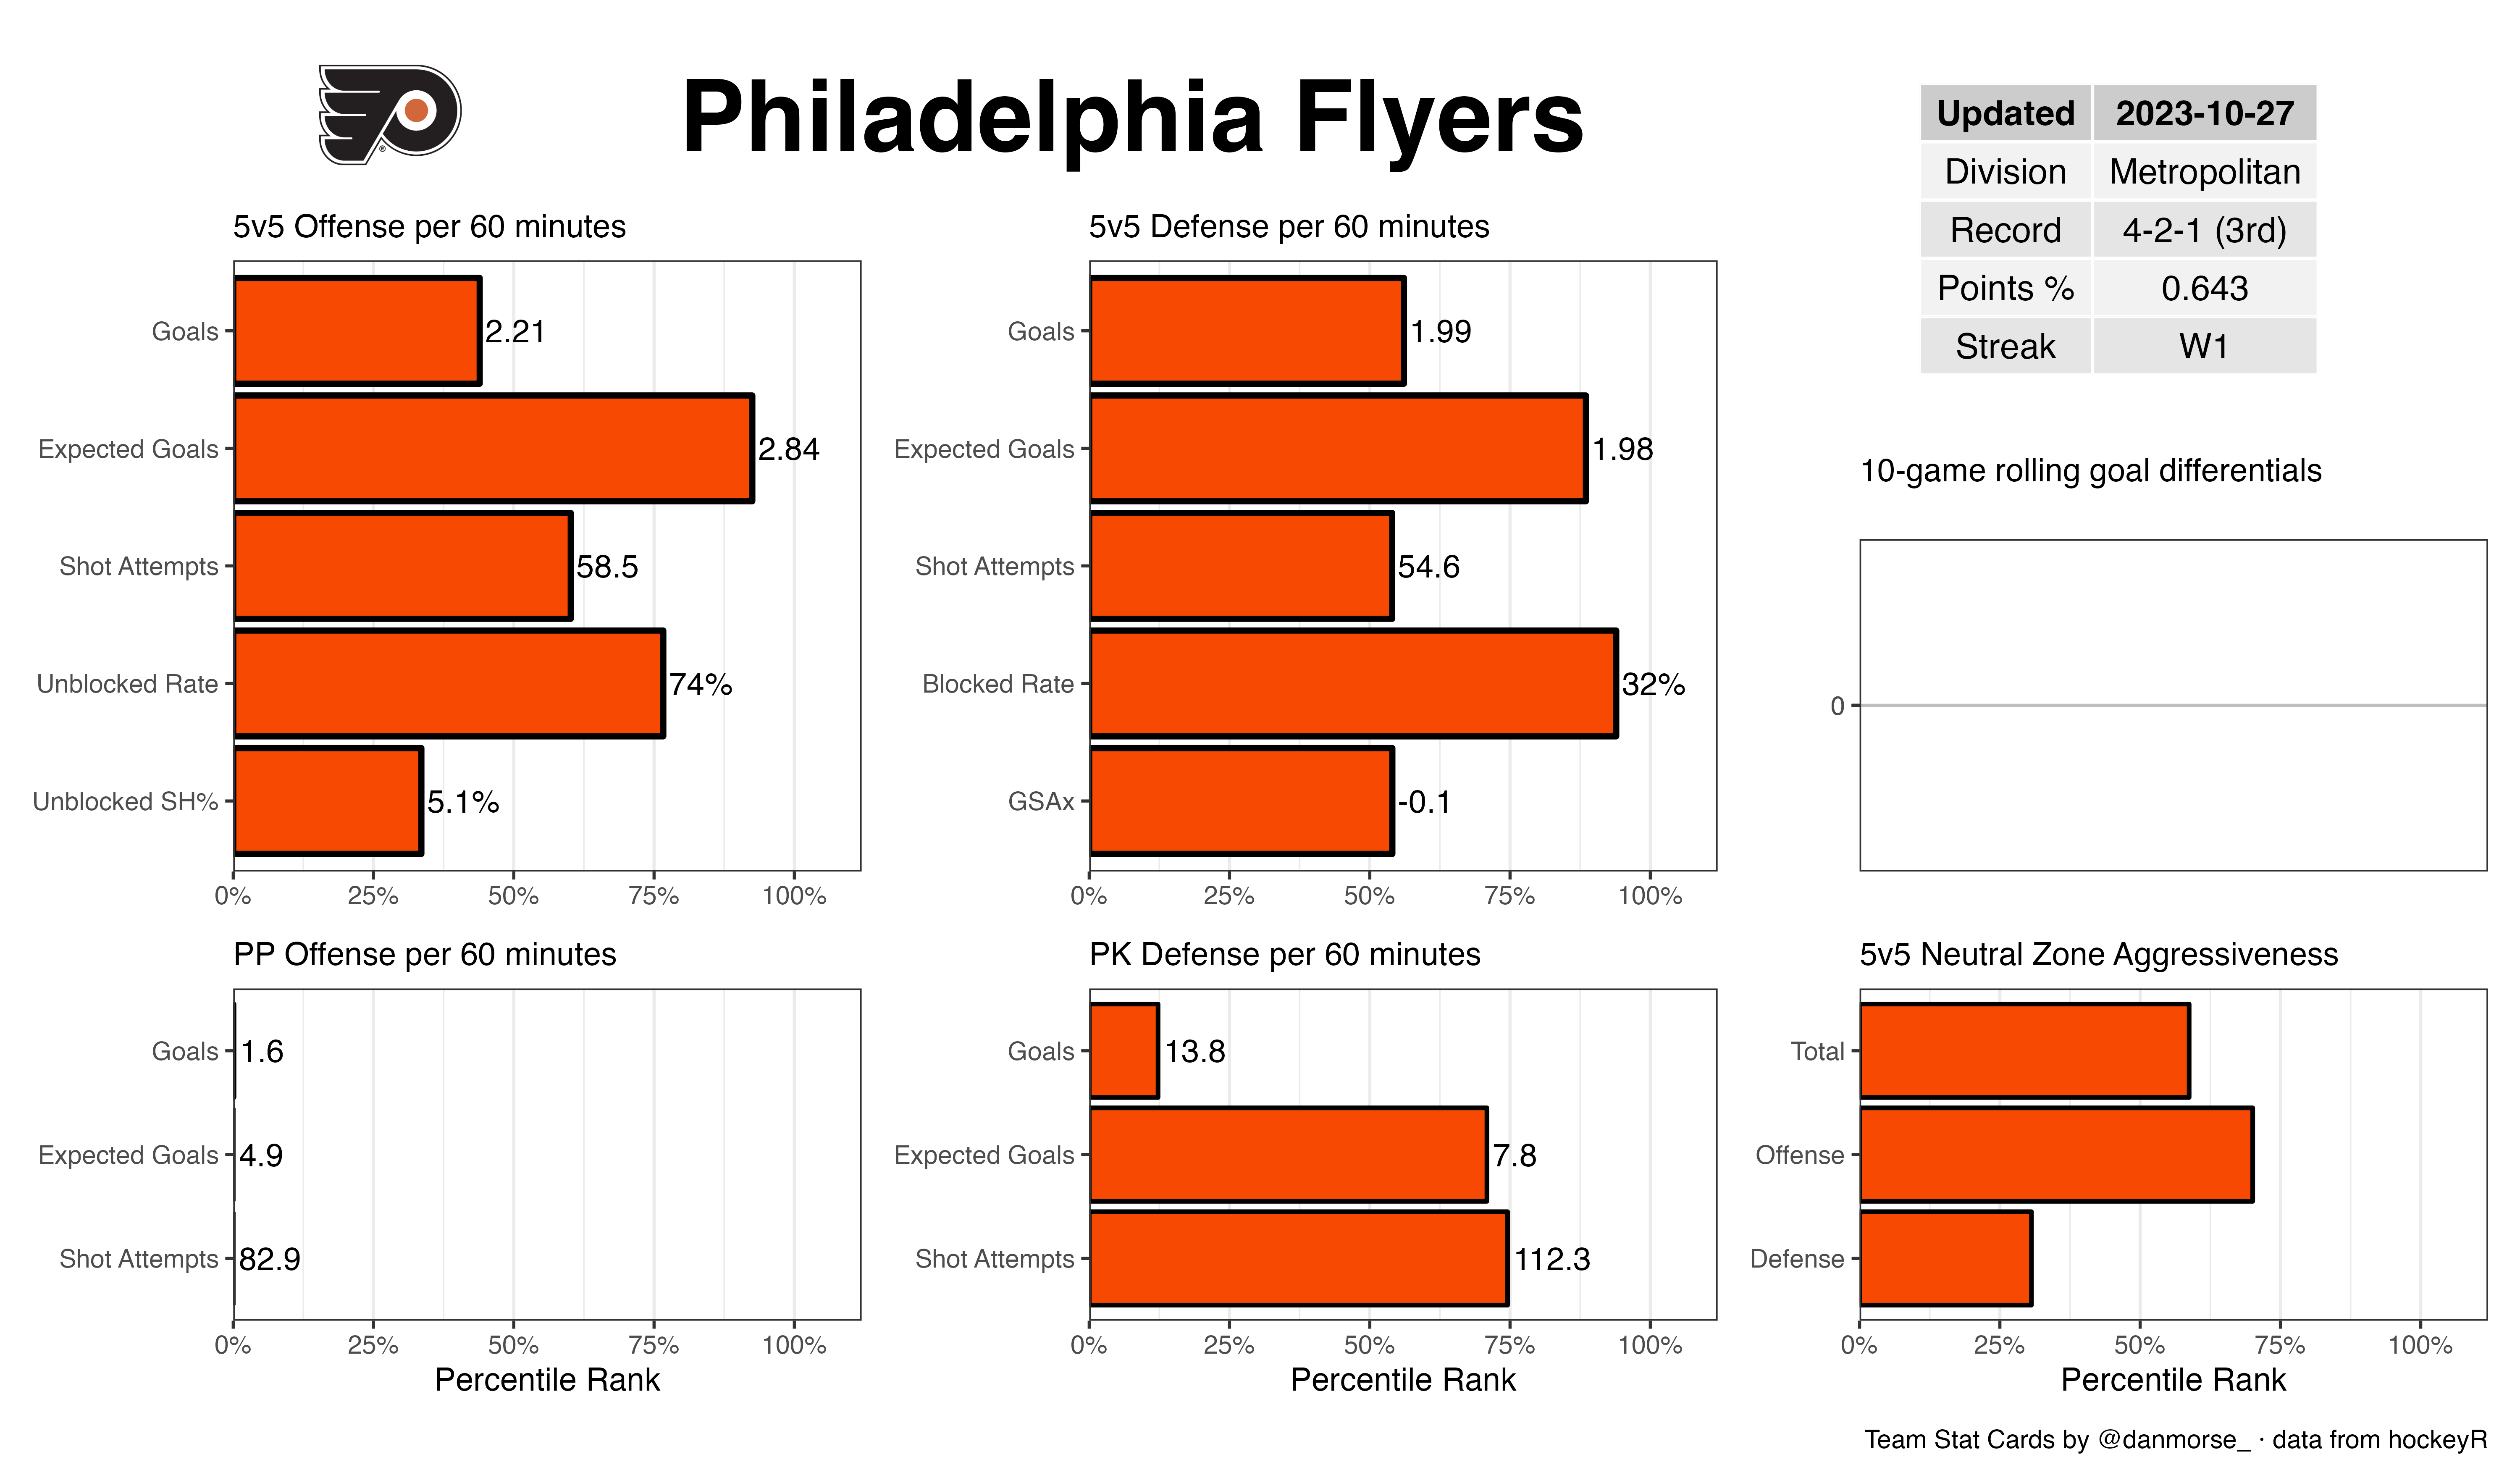 Philadelphia Flyers
Updated 2023-10-27
Division Metropolitan
Record 4-2-1 (3rd)
Points % 0.643
Streak W1
5v5 Offense per 60 minutes
Goals 2.21
Expected Goals 2.84
Shot Attempts 58.5
Unblocked Rate 74%
Unblocked SH% 5.1%
0% 25% 50% 75% 100%
5v5 Defense per 60 minutes
Goals 1.99
Expected Goals 1.98
Shot Attempts 54.6
Blocked Rate 32%
GSAx -0.1
0% 25% 50% 75% 100%
10-game rolling goal differentials
0
PP Offense per 60 minutes
Goals 1.6
Expected Goals 4.9
Shot Attempts 82.9
0% 25% 50% 75% 100%
Percentile Rank
PK Defense per 60 minutes
Goals 13.8
Expected Goals 7.8
Shot Attempts 112.3
0% 25% 50% 75% 100%
Percentile Rank
5v5 Neutral Zone Aggressiveness
Total
Offense
Defense
0% 25% 50% 75% 100%
Percentile Rank
Team Stat Cards by @danmorse_ · data from hockeyR